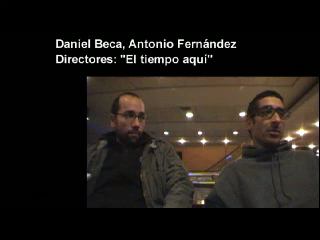 Daniel Beca, Antonio Fernández
Directores: "El tiempo aquí"